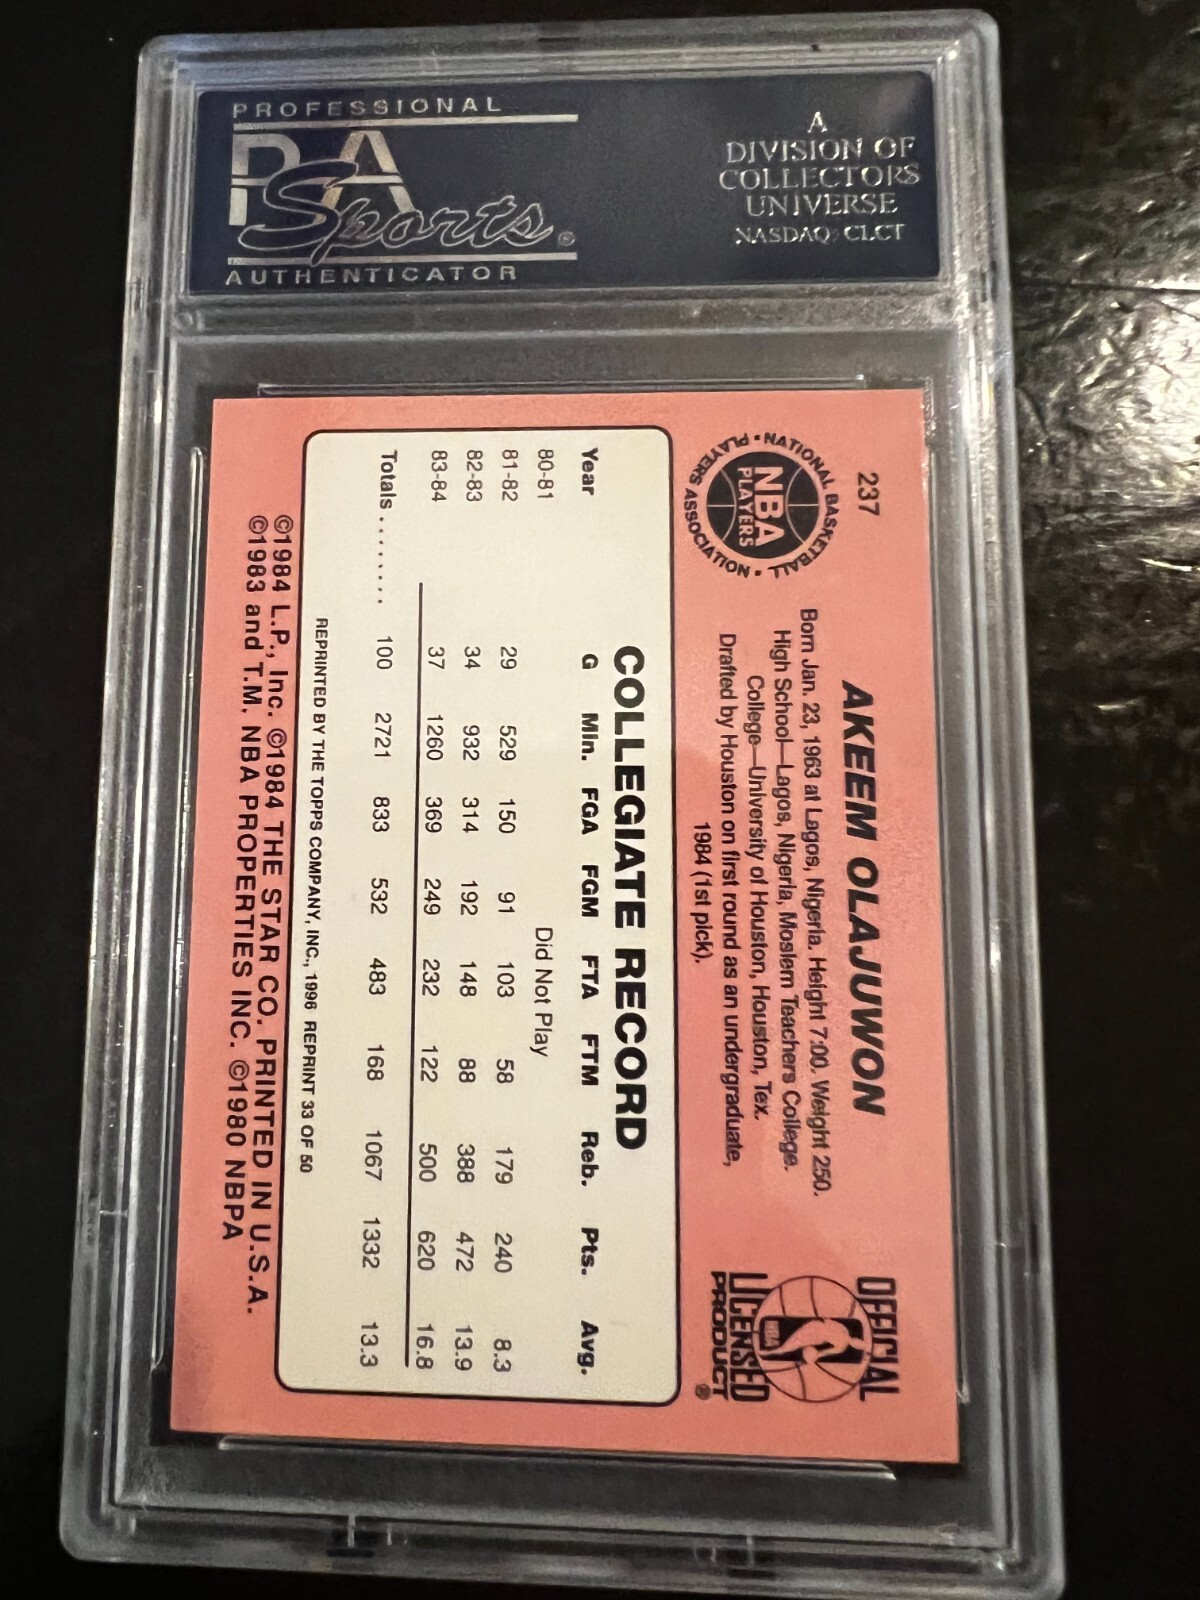 PROFESSIONAL
PSA
Sports®
AUTHENTICATOR
A
DIVISION OF
COLLECTORS
UNIVERSE
NASDAQ: CLCT
237
NATIONAL BASKETBALL
PLAYERS ASSOCIATION
NBA
PLAYERS
AKEEM OLAJUWON
Born Jan. 23, 1963 at Lagos, Nigeria. Height 7:00. Weight 250.
High School—Lagos, Nigeria, Moslem Teachers College.
College—University of Houston, Houston, Tex.
Drafted by Houston on first round as an undergraduate,
1984 (1st pick).
OFFICIAL
NBA
LICENSED
PRODUCT®
COLLEGIATE RECORD
Year G Min. FGA FGM FTA FTM Reb. Pts. Avg.
80-81 Did Not Play
81-82 29 529 150 91 103 58 179 240 8.3
82-83 34 932 314 192 148 88 388 472 13.9
83-84 37 1260 369 249 232 122 500 620 16.8
Totals ........ 100 2721 833 532 483 168 1067 1332 13.3
REPRINTED BY THE TOPPS COMPANY, INC., 1996 REPRINT 33 OF 50
©1984 L.P., Inc. ©1984 THE STAR CO. PRINTED IN U.S.A.
©1983 and T.M. NBA PROPERTIES INC. ©1980 NBPA